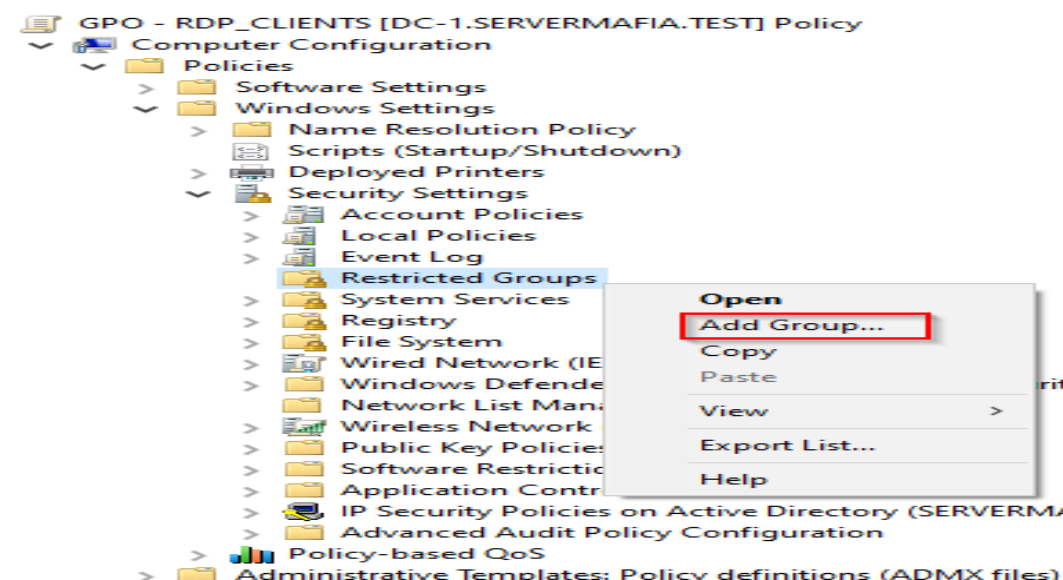 GPO - RDP_CLIENTS [DC-1.SERVERMAFIA.TEST] Policy
Computer Configuration
Policies
Software Settings
Windows Settings
Name Resolution Policy
Scripts (Startup/Shutdown)
Deployed Printers
Security Settings
Account Policies
Local Policies
Event Log
Restricted Groups
System Services
Registry
File System
Wired Network (IE
Windows Defende
Network List Man
Wireless Network
Public Key Policies
Software Restrictio
Application Contr
IP Security Policies on Active Directory (SERVERMA
Advanced Audit Policy Configuration
Policy-based QoS
Administrative Templates: Policy definitions (ADMX files)
Open
Add Group...
Copy
Paste
View
Export List...
Help